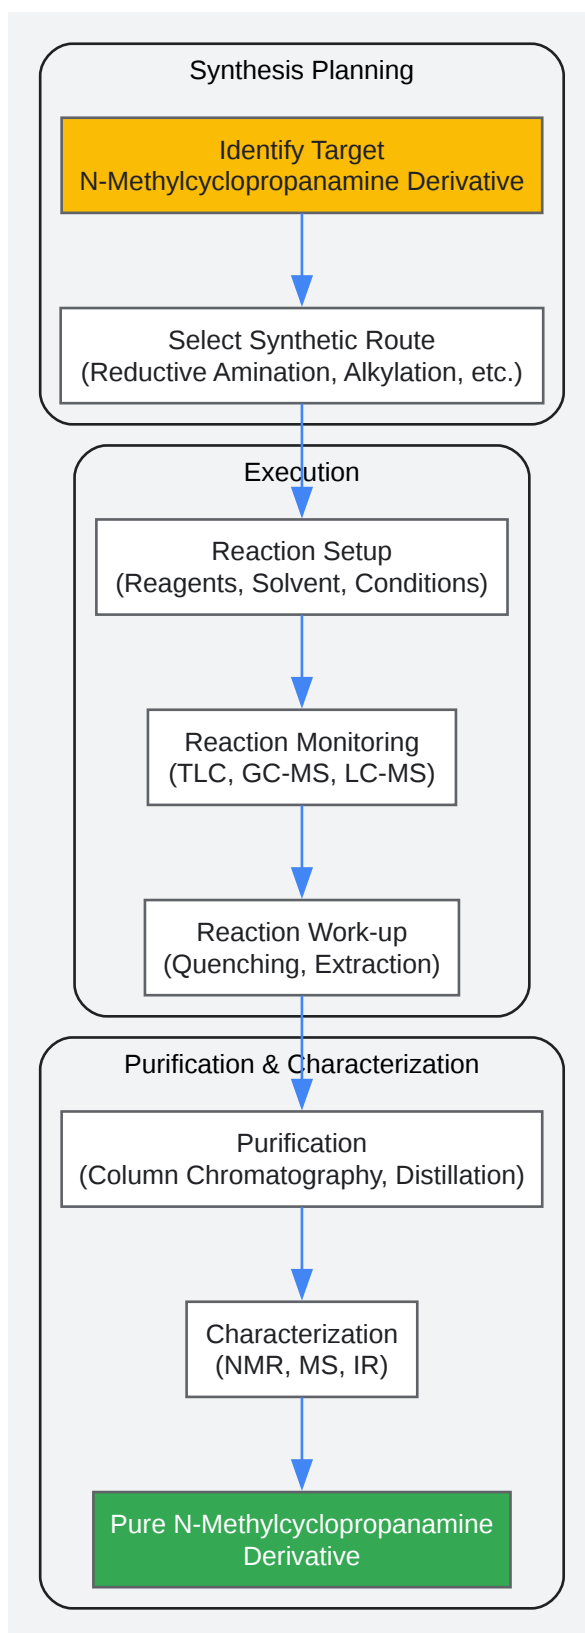 Synthesis Planning
Identify Target
N-Methylcyclopropanamine Derivative
Select Synthetic Route
(Reductive Amination, Alkylation, etc.)
Execution
Reaction Setup
(Reagents, Solvent, Conditions)
Reaction Monitoring
(TLC, GC-MS, LC-MS)
Reaction Work-up
(Quenching, Extraction)
Purification & Characterization
Purification
(Column Chromatography, Distillation)
Characterization
(NMR, MS, IR)
Pure N-Methylcyclopropanamine
Derivative